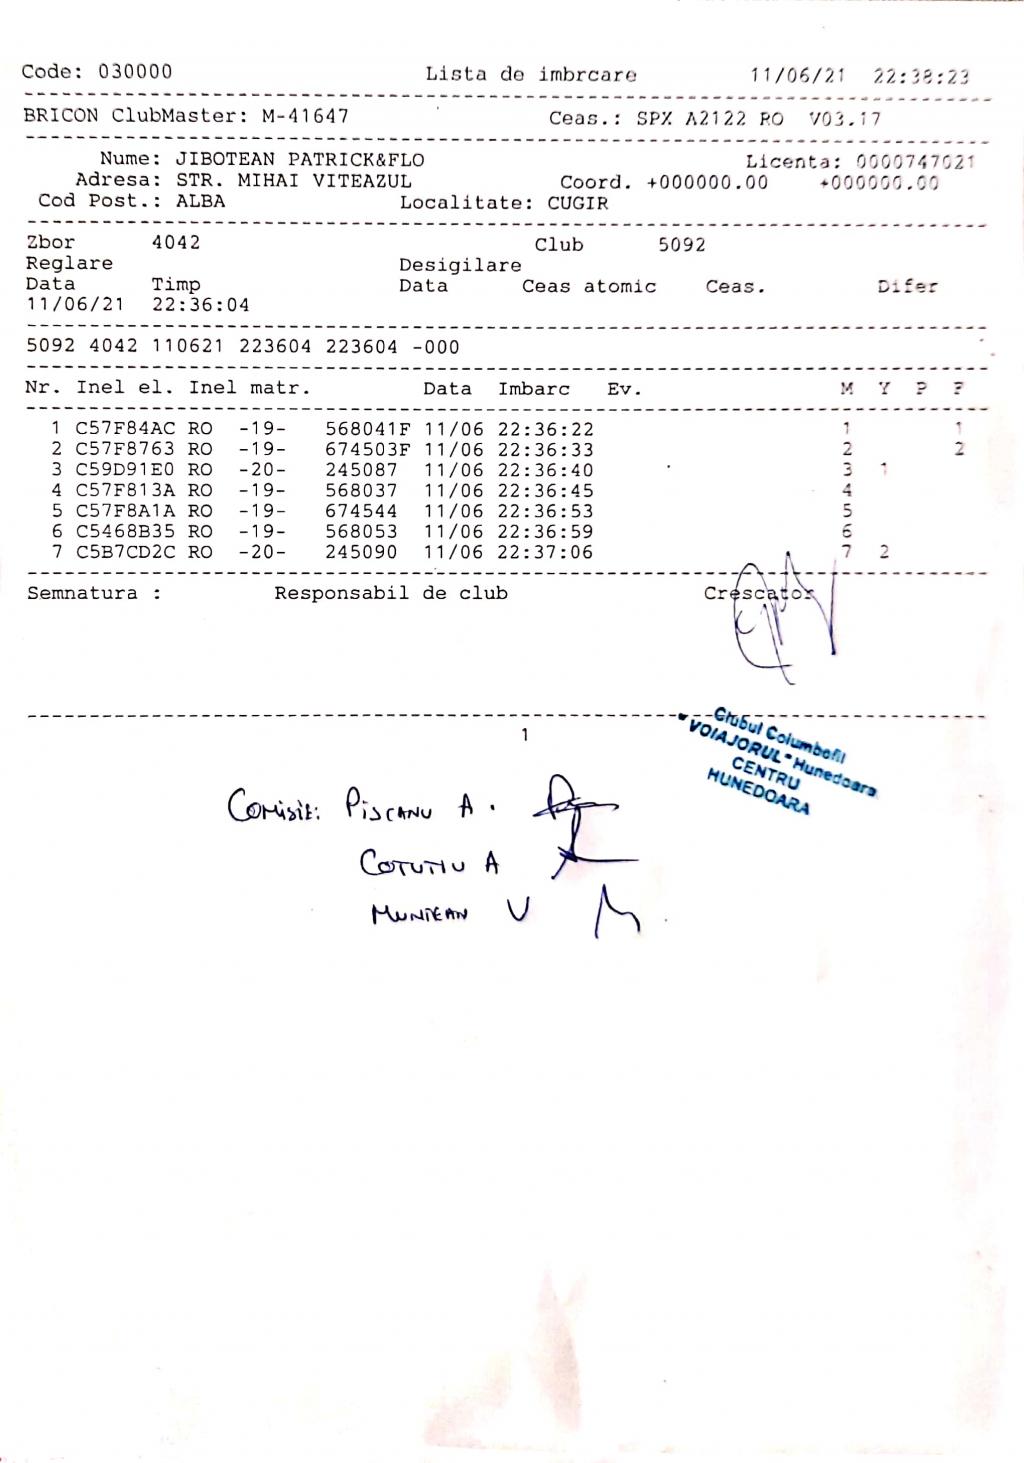 Code: 030000 Lista de imbrcare 11/06/21 22:38:23
BRICON ClubMaster: M-41647 Ceas.: SPX A2122 RO V03.17
Nume: JIBOTEAN PATRICK&FLO Licenta: 0000747021
Adresa: STR. MIHAI VITEAZUL Coord. +000000.00 +000000.00
Cod Post.: ALBA Localitate: CUGIR
Zbor 4042 Club 5092
Reglare Desigilare
Data Timp Data Ceas atomic Ceas. Difer
11/06/21 22:36:04
5092 4042 110621 223604 223604 -000
Nr. Inel el. Inel matr. Data Imbarc Ev. M Y P F
1 C57F84AC RO -19- 568041F 11/06 22:36:22 1 1
2 C57F8763 RO -19- 674503F 11/06 22:36:33 2 2
3 C59D91E0 RO -20- 245087 11/06 22:36:40 3 1
4 C57F813A RO -19- 568037 11/06 22:36:45 4
5 C57F8A1A RO -19- 674544 11/06 22:36:53 5
6 C5468B35 RO -19- 568053 11/06 22:36:59 6
7 C5B7CD2C RO -20- 245090 11/06 22:37:06 7 2
Semnatura : Responsabil de club Crescator
1
Clubul Columbofil
"VOIAJORUL" Hunedoara
CENTRU
HUNEDOARA
COMISIE: PISCANU A.
COTUTIU A
MUNTEAN V